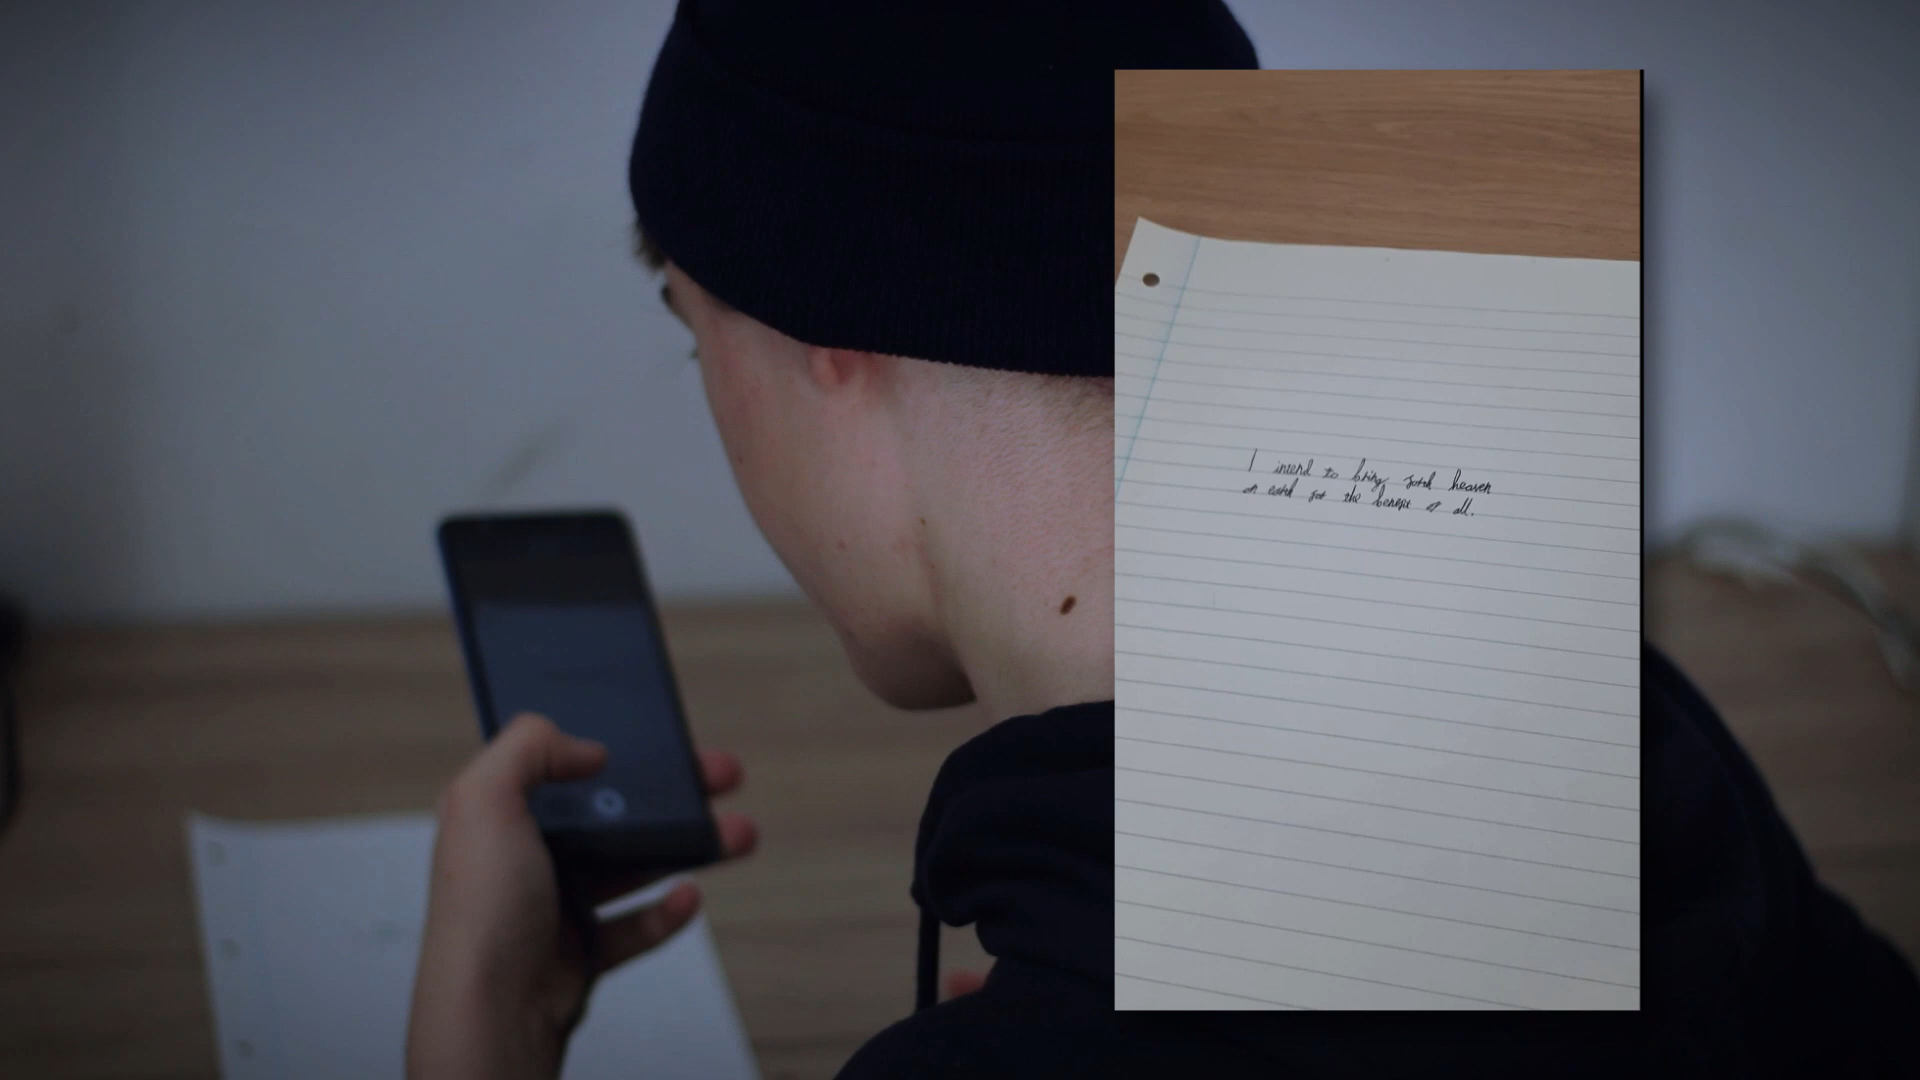 I intend to bring forth heaven
on earth for the benefit of all.